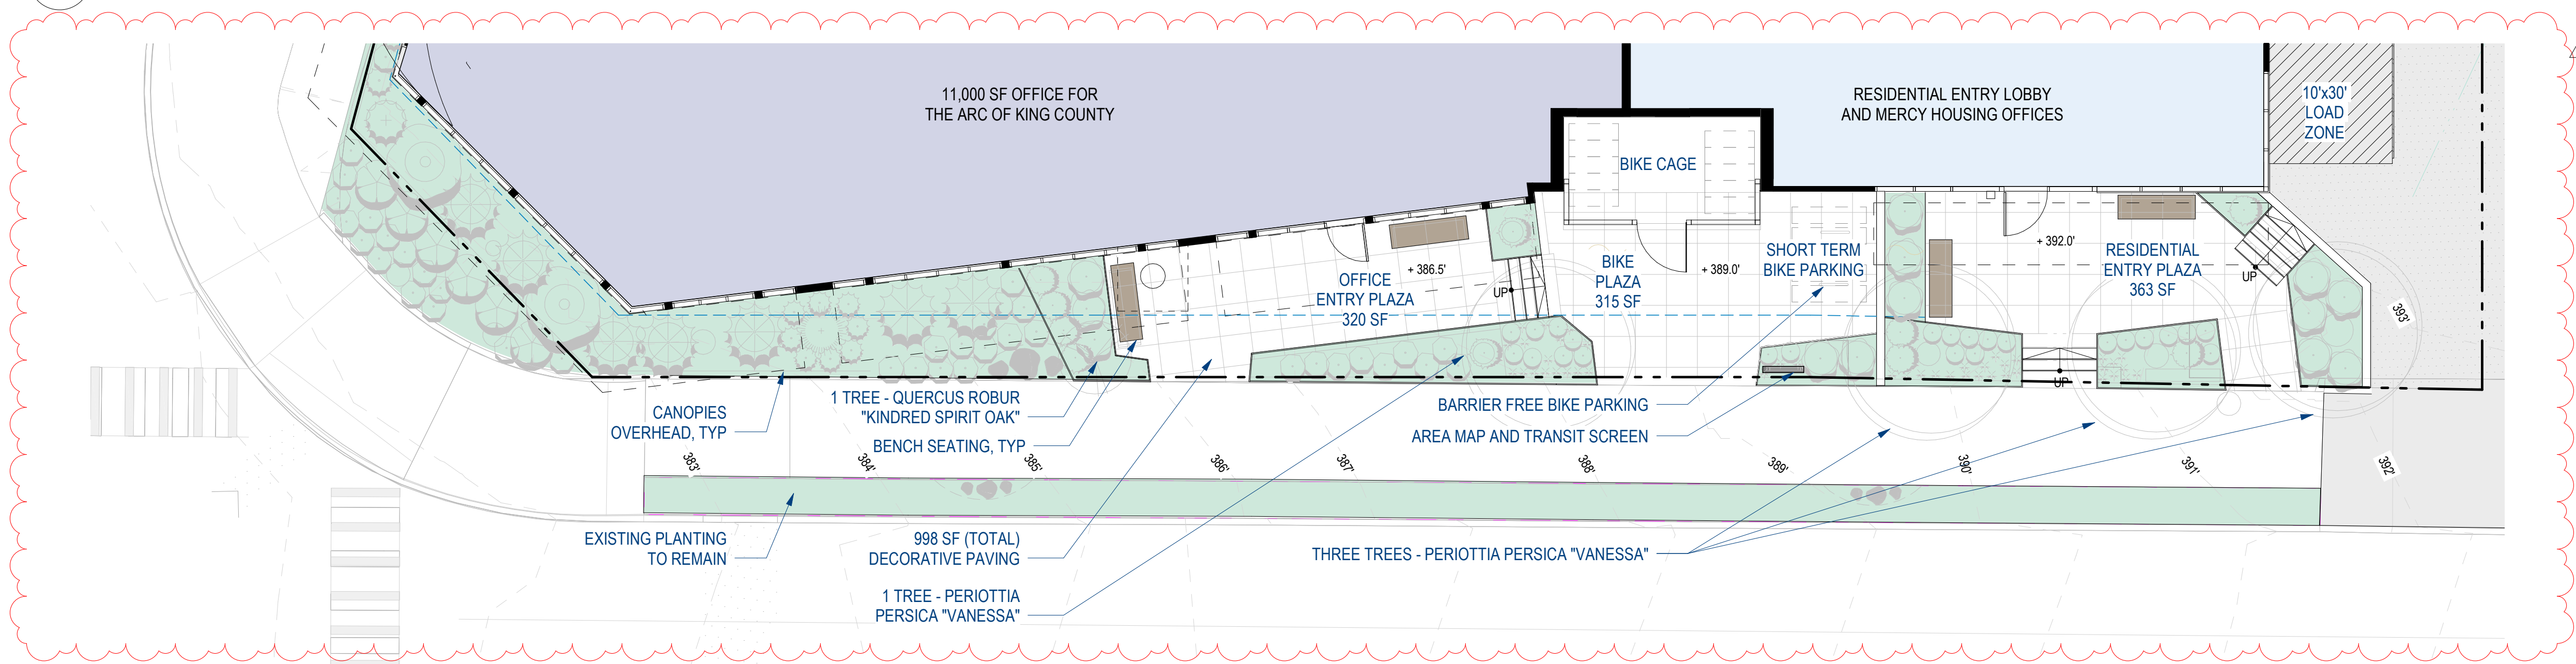 11,000 SF OFFICE FOR
THE ARC OF KING COUNTY
RESIDENTIAL ENTRY LOBBY
AND MERCY HOUSING OFFICES
10'x30'
LOAD
ZONE
BIKE CAGE
OFFICE
ENTRY PLAZA
320 SF
+ 386.5'
UP
BIKE
PLAZA
315 SF
+ 389.0'
SHORT TERM
BIKE PARKING
+ 392.0'
RESIDENTIAL
ENTRY PLAZA
363 SF
UP
UP
393'
CANOPIES
OVERHEAD, TYP
1 TREE - QUERCUS ROBUR
"KINDRED SPIRIT OAK"
BENCH SEATING, TYP
BARRIER FREE BIKE PARKING
AREA MAP AND TRANSIT SCREEN
383'
384'
385'
386'
387'
388'
389'
390'
391'
392'
EXISTING PLANTING
TO REMAIN
998 SF (TOTAL)
DECORATIVE PAVING
THREE TREES - PERIOTTIA PERSICA "VANESSA"
1 TREE - PERIOTTIA
PERSICA "VANESSA"